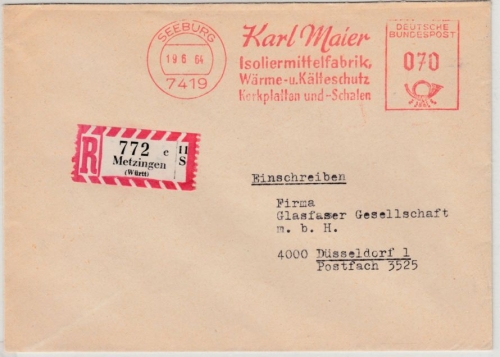 SEEBURG
19 6 64
7419
Karl Maier
Isoliermittelfabrik,
Wärme-u.Kälteschutz
Korkplatten und -Schalen
DEUTSCHE
BUNDESPOST
070
R
772 c
11
S
Metzingen
(Württ)
Einschreiben
Firma
Glasfaser Gesellschaft
m. b. H.
4000 Düsseldorf 1
Postfach 3525